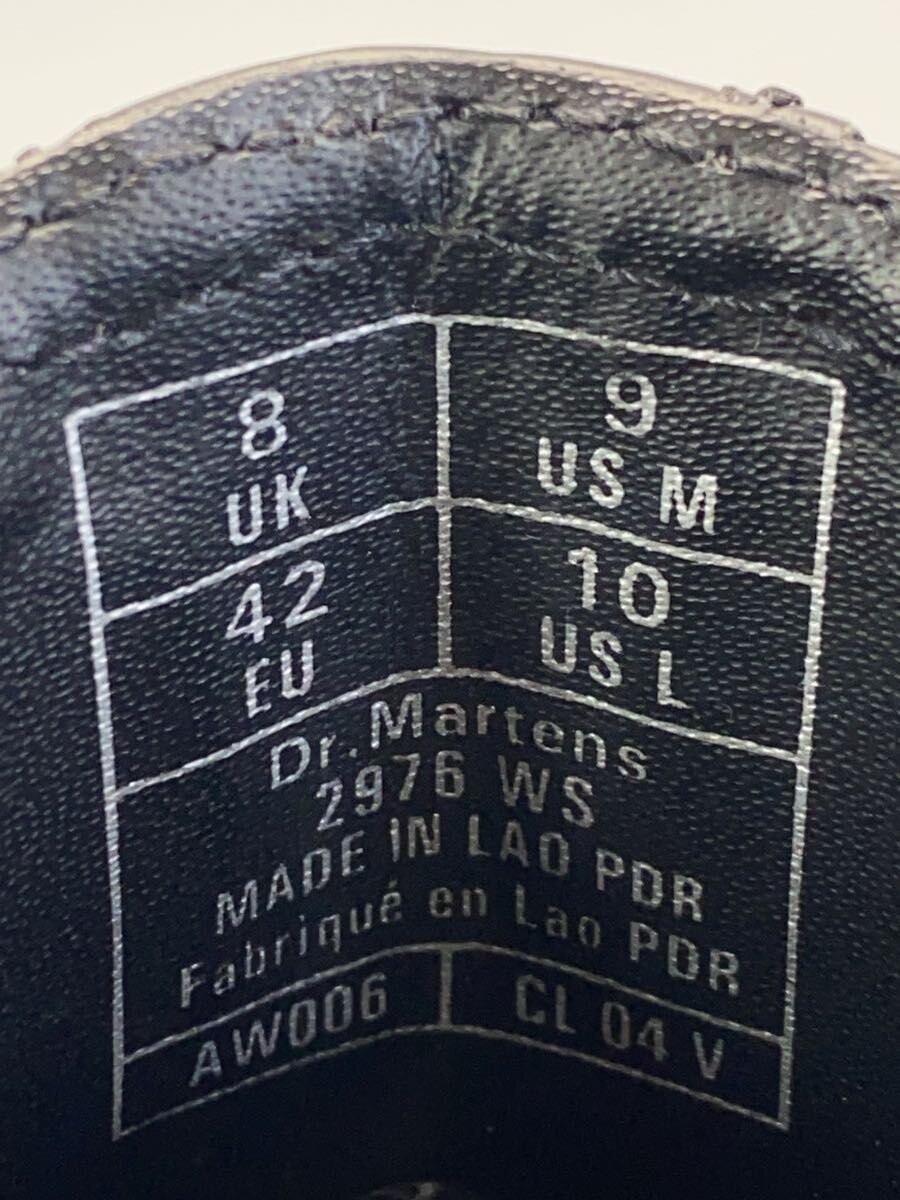 8
UK
9
US M
42
EU
10
US L
Dr. Martens
2976 WS
MADE IN LAO PDR
Fabriqué en Lao PDR
AW006
CL 04 V